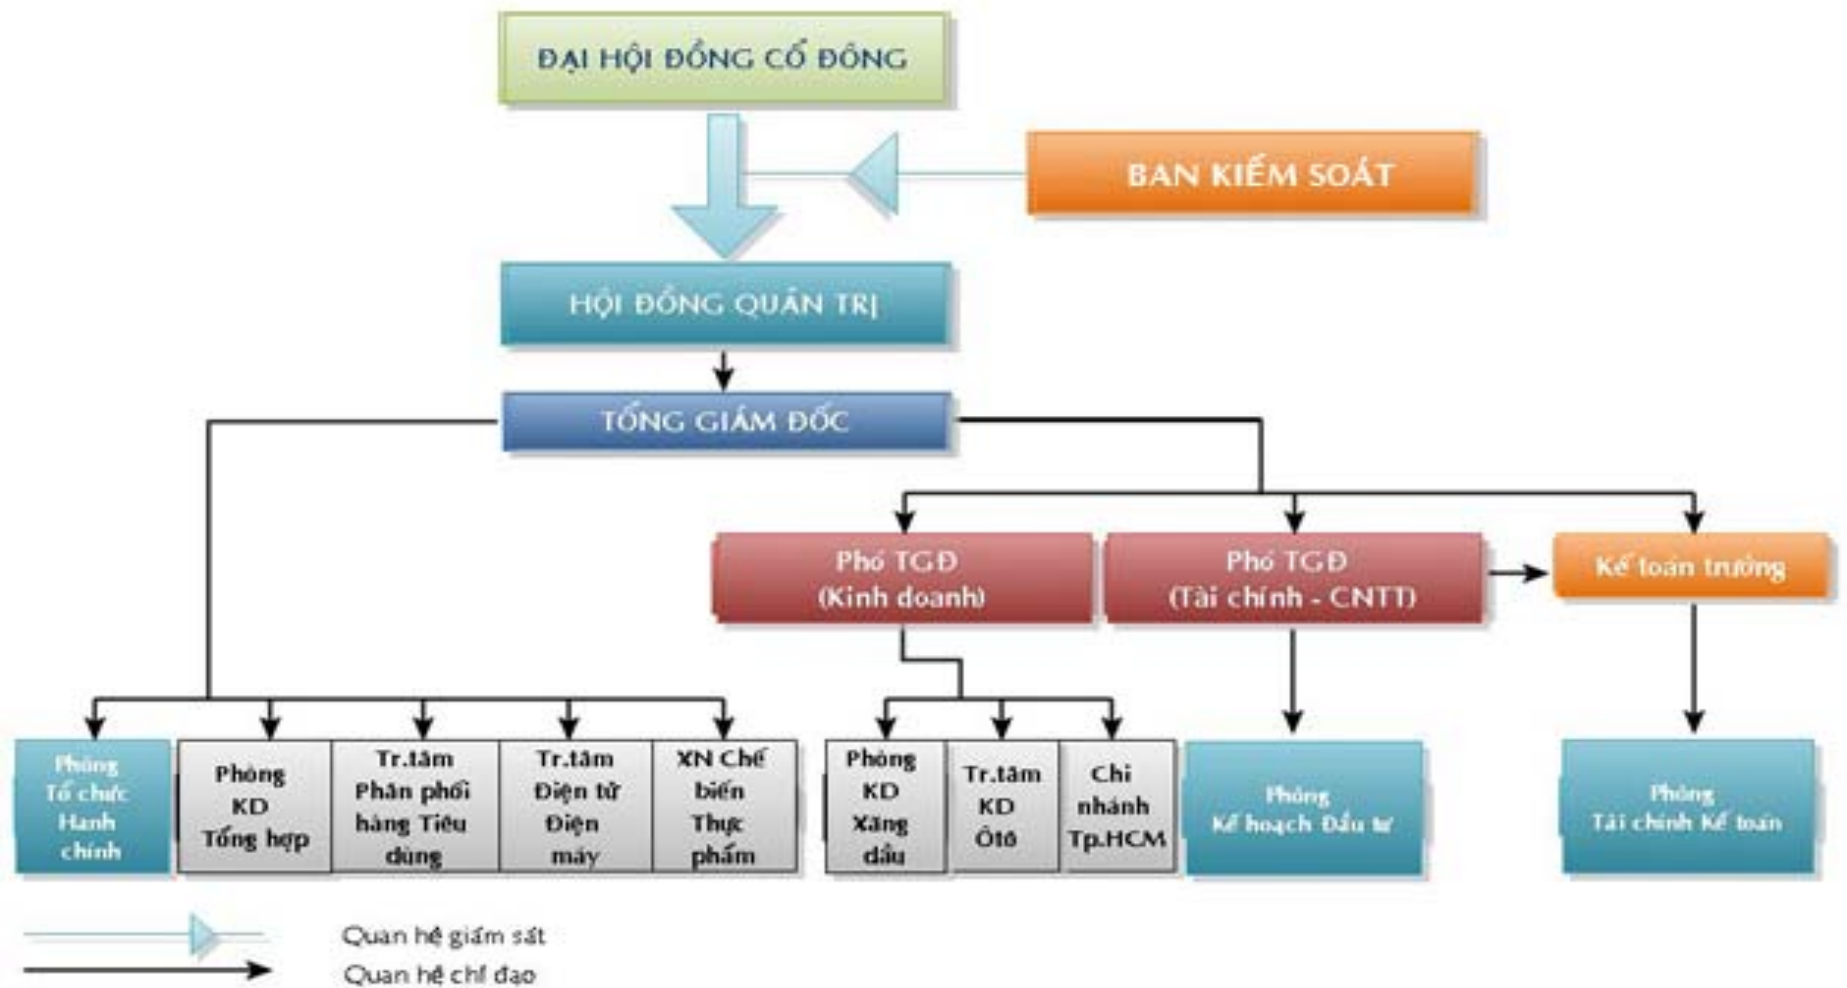 ĐẠI HỘI ĐỒNG CỔ ĐÔNG
BAN KIỂM SOÁT
HỘI ĐỒNG QUẢN TRỊ
TỔNG GIÁM ĐỐC
Phó TGĐ
(Kinh doanh)
Phó TGĐ
(Tài chính - CNTT)
Kế toán trưởng
Phòng
Tổ chức
Hanh
chính
Phòng
KD
Tổng hợp
Tr.tâm
Phân phối
hàng Tiêu
dùng
Tr.tâm
Điện tử
Điện
máy
XN Chế
biến
Thực
phẩm
Phòng
KD
Xăng
dầu
Tr.tâm
KD
Ôtô
Chi
nhánh
Tp.HCM
Phòng
Kế hoạch Đầu tư
Phòng
Tài chính Kế toán
Quan hệ giám sát
Quan hệ chỉ đạo